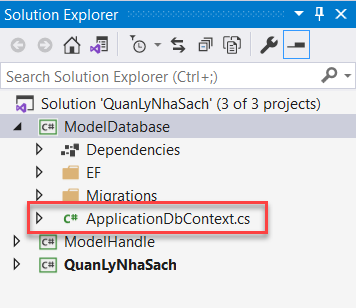 Solution Explorer
Search Solution Explorer (Ctrl+;)
Solution 'QuanLyNhaSach' (3 of 3 projects)
C# ModelDatabase
Dependencies
EF
Migrations
C# ApplicationDbContext.cs
C# ModelHandle
C# QuanLyNhaSach